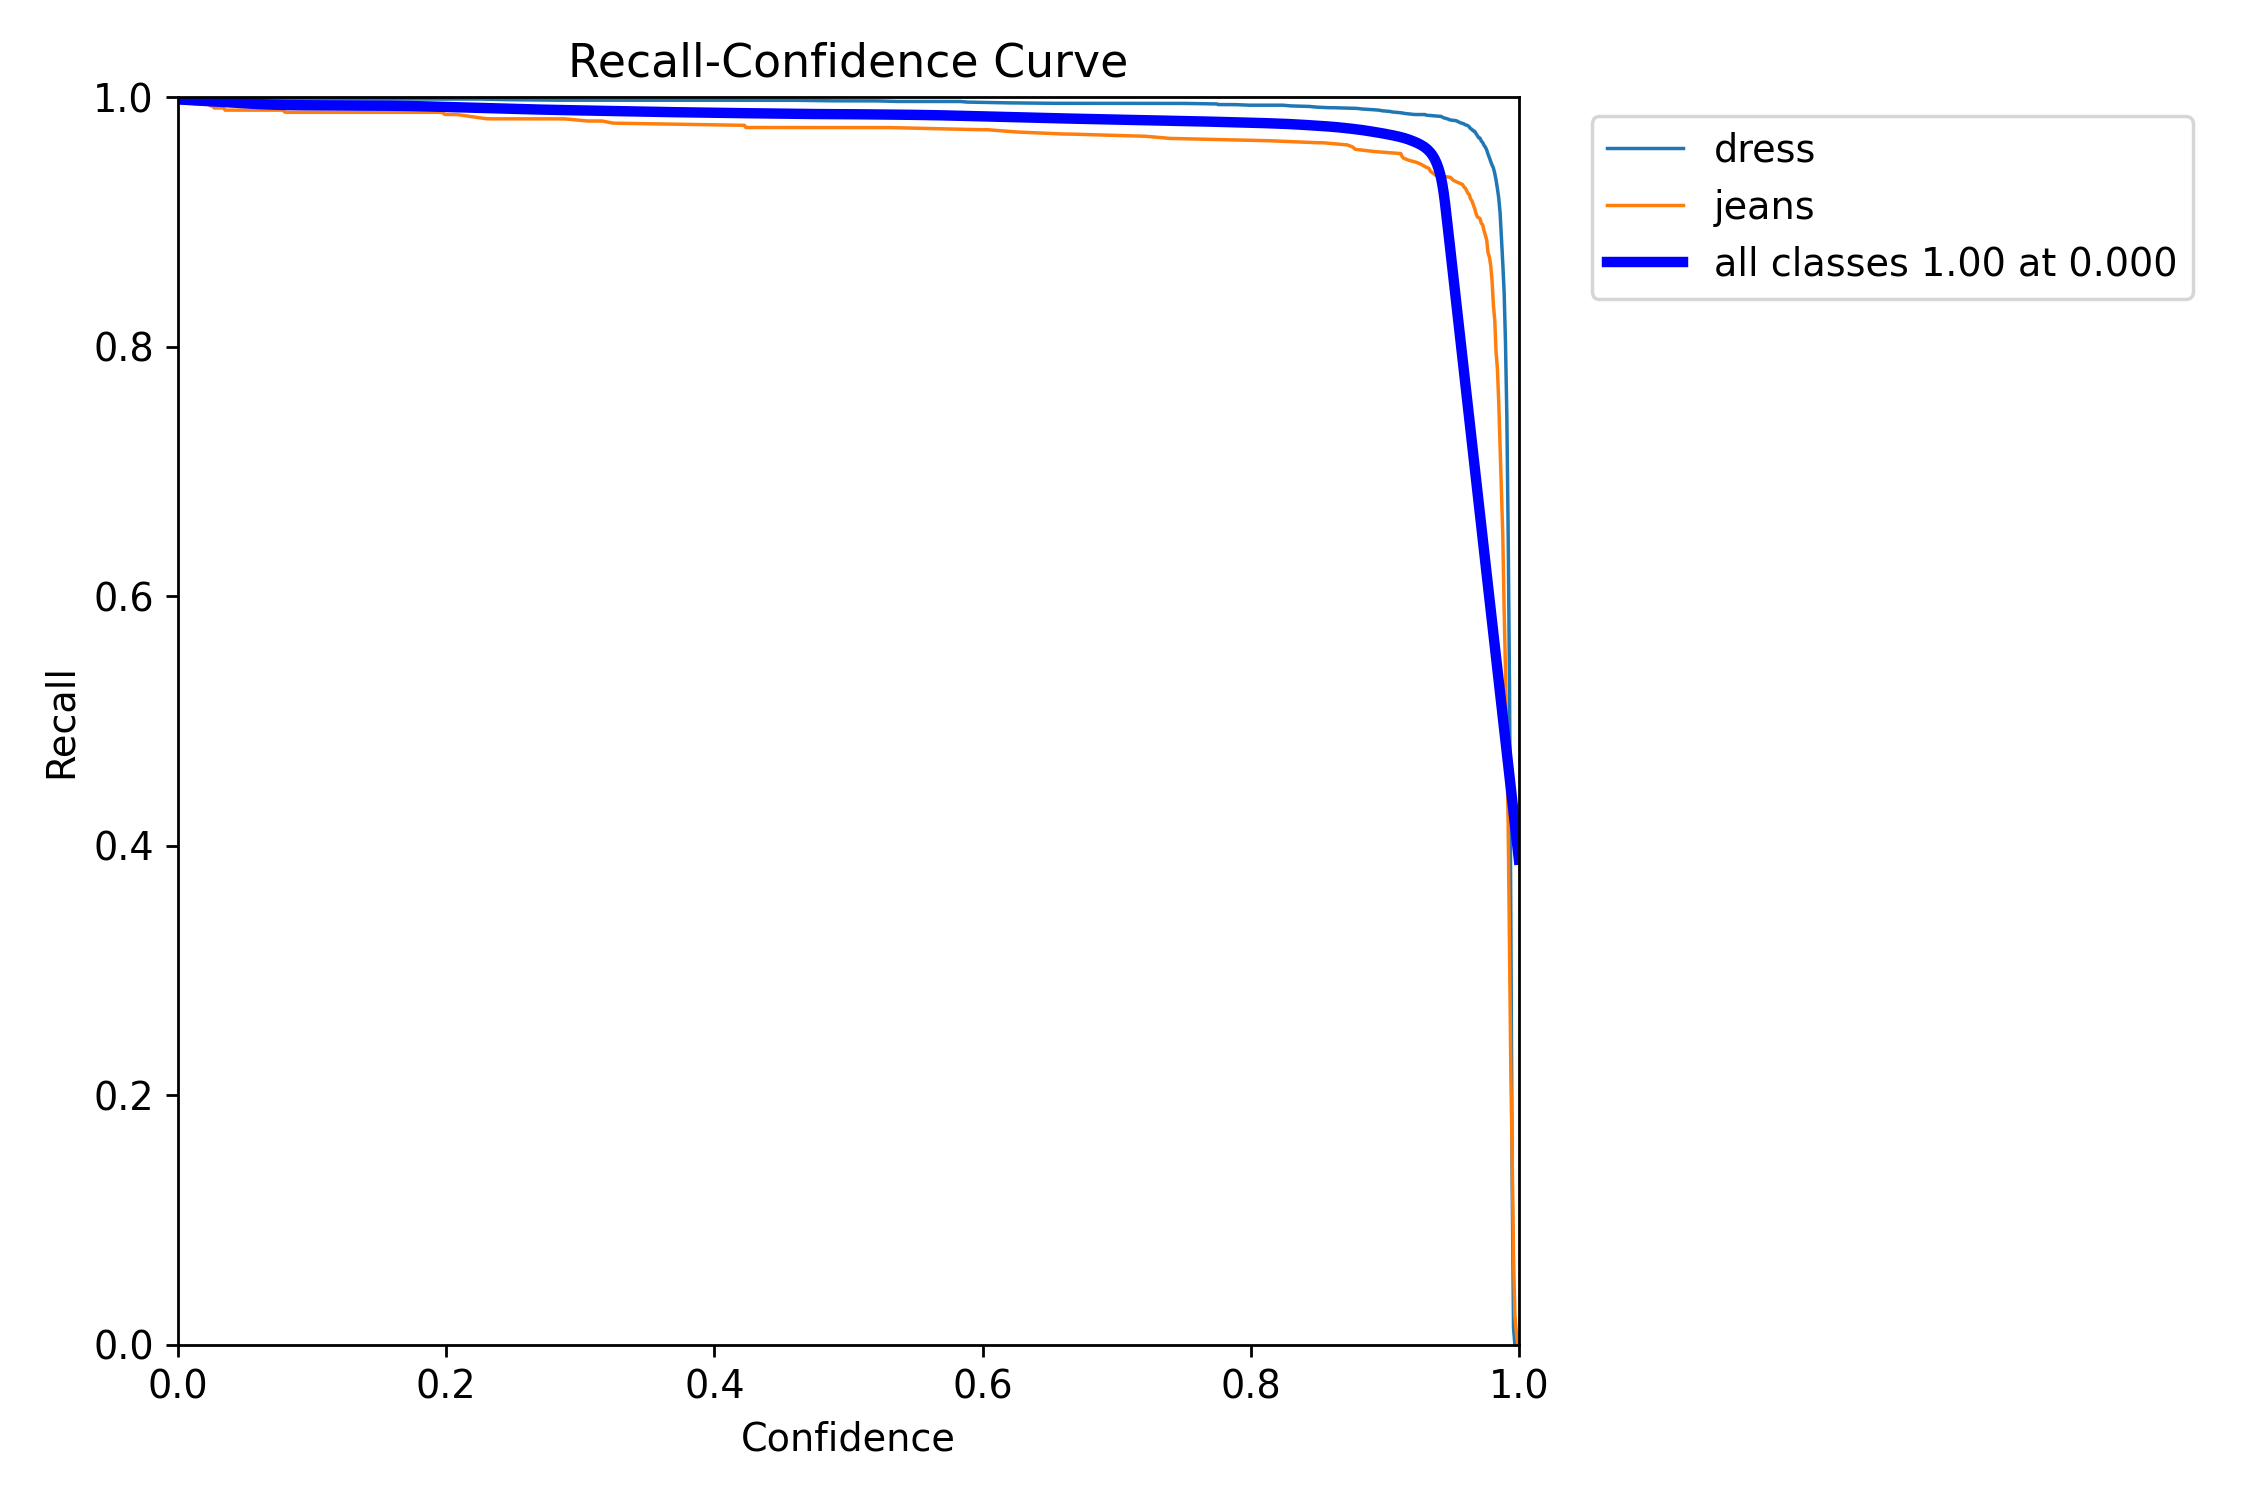 Recall-Confidence Curve
1.0
0.8
0.6
0.4
0.2
0.0
Recall
0.0 0.2 0.4 0.6 0.8 1.0
Confidence
dress
jeans
all classes 1.00 at 0.000